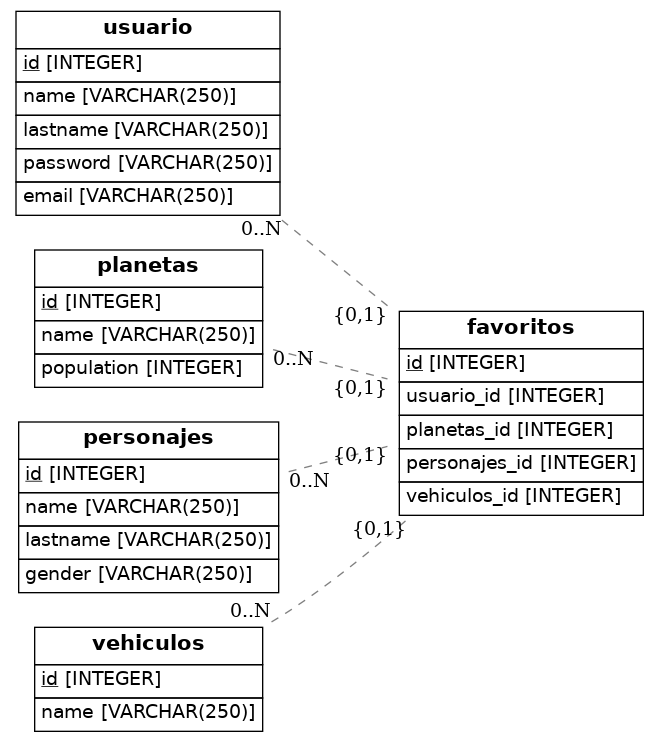 usuario
id [INTEGER]
name [VARCHAR(250)]
lastname [VARCHAR(250)]
password [VARCHAR(250)]
email [VARCHAR(250)]
0..N
{0,1}
planetas
id [INTEGER]
name [VARCHAR(250)]
population [INTEGER]
0..N
{0,1}
personajes
id [INTEGER]
name [VARCHAR(250)]
lastname [VARCHAR(250)]
gender [VARCHAR(250)]
0..N
{0,1}
vehiculos
id [INTEGER]
name [VARCHAR(250)]
0..N
{0,1}
favoritos
id [INTEGER]
usuario_id [INTEGER]
planetas_id [INTEGER]
personajes_id [INTEGER]
vehiculos_id [INTEGER]